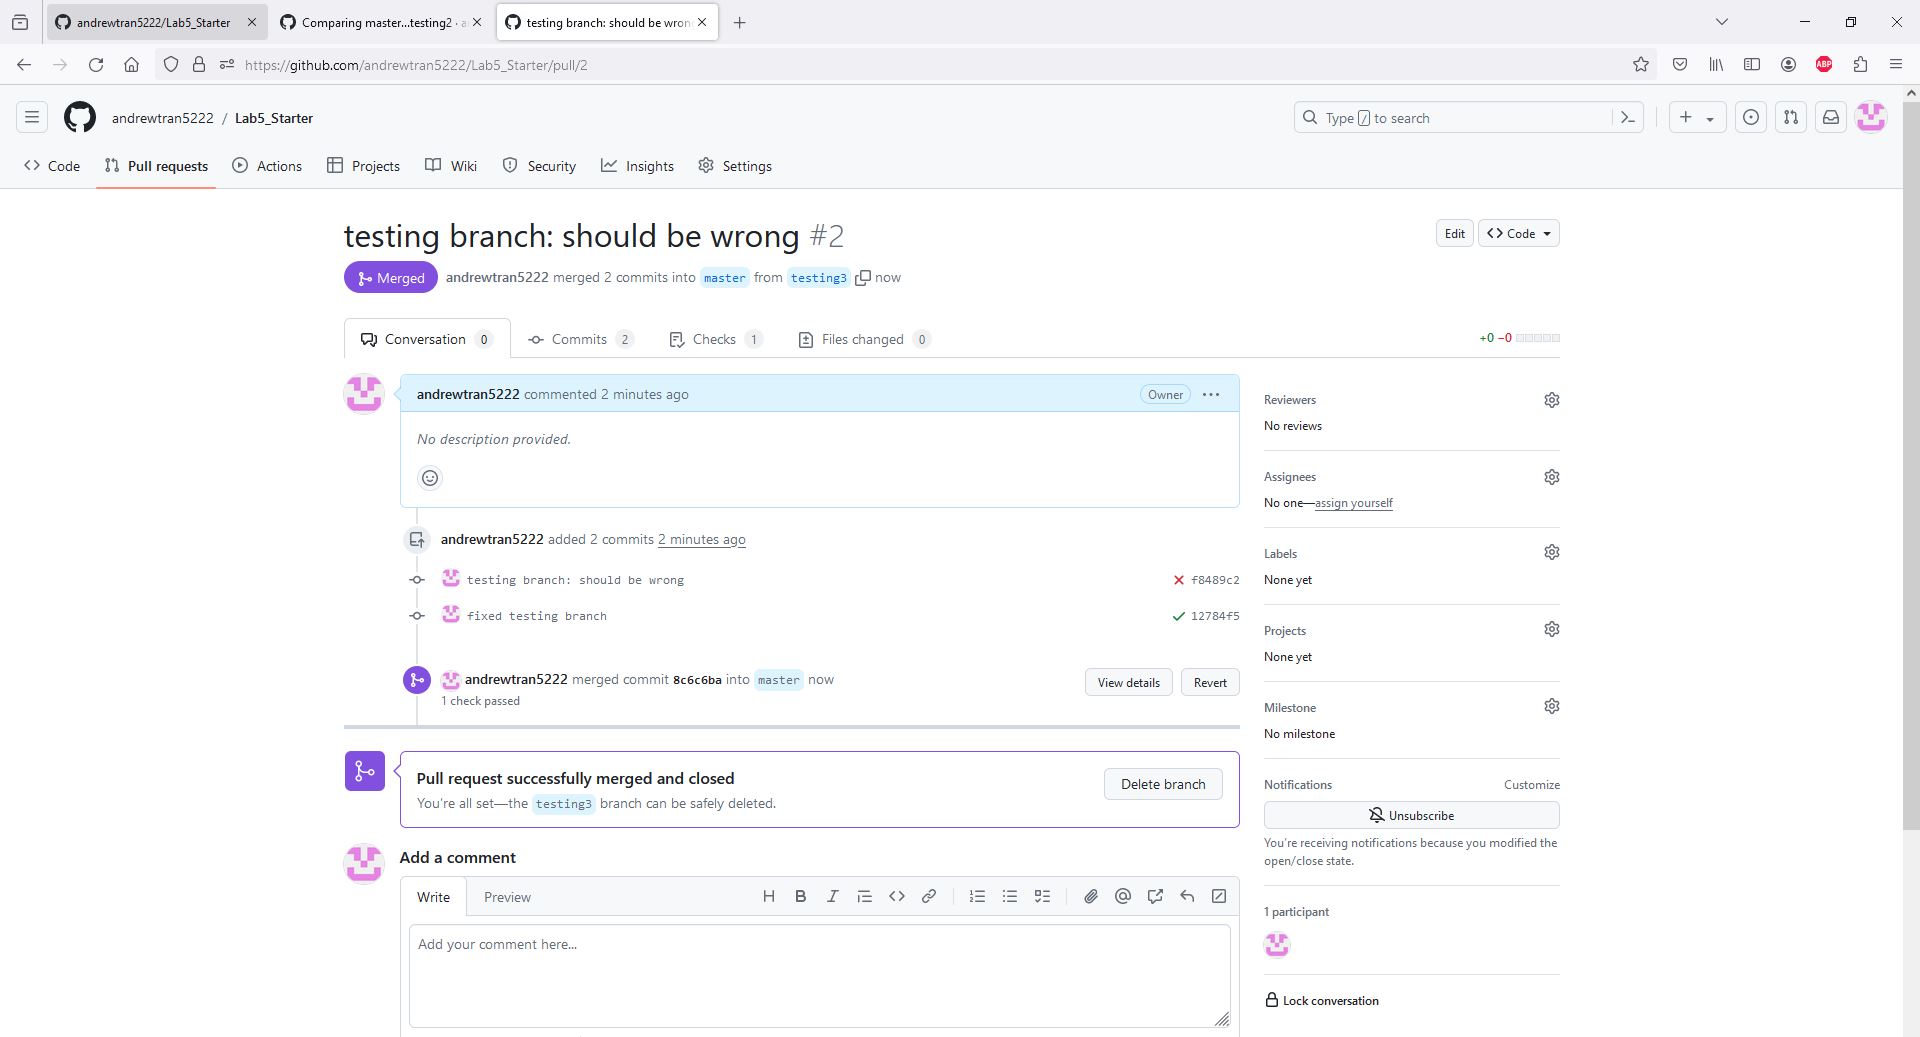 andrewtran5222/Lab5_Starter
Comparing master...testing2 · a
testing branch: should be wron
https://github.com/andrewtran5222/Lab5_Starter/pull/2
ABP
andrewtran5222 / Lab5_Starter
Type / to search
Code
Pull requests
Actions
Projects
Wiki
Security
Insights
Settings
testing branch: should be wrong #2
Edit
Code
Merged
andrewtran5222 merged 2 commits into master from testing3 now
Conversation 0
Commits 2
Checks 1
Files changed 0
+0 −0
andrewtran5222 commented 2 minutes ago
Owner
No description provided.
andrewtran5222 added 2 commits 2 minutes ago
testing branch: should be wrong
f8489c2
fixed testing branch
12784f5
andrewtran5222 merged commit 8c6c6ba into master now
1 check passed
View details
Revert
Pull request successfully merged and closed
You're all set—the testing3 branch can be safely deleted.
Delete branch
Add a comment
Write
Preview
H B I
Add your comment here...
Reviewers
No reviews
Assignees
No one—assign yourself
Labels
None yet
Projects
None yet
Milestone
No milestone
Notifications
Customize
Unsubscribe
You're receiving notifications because you modified the
open/close state.
1 participant
Lock conversation